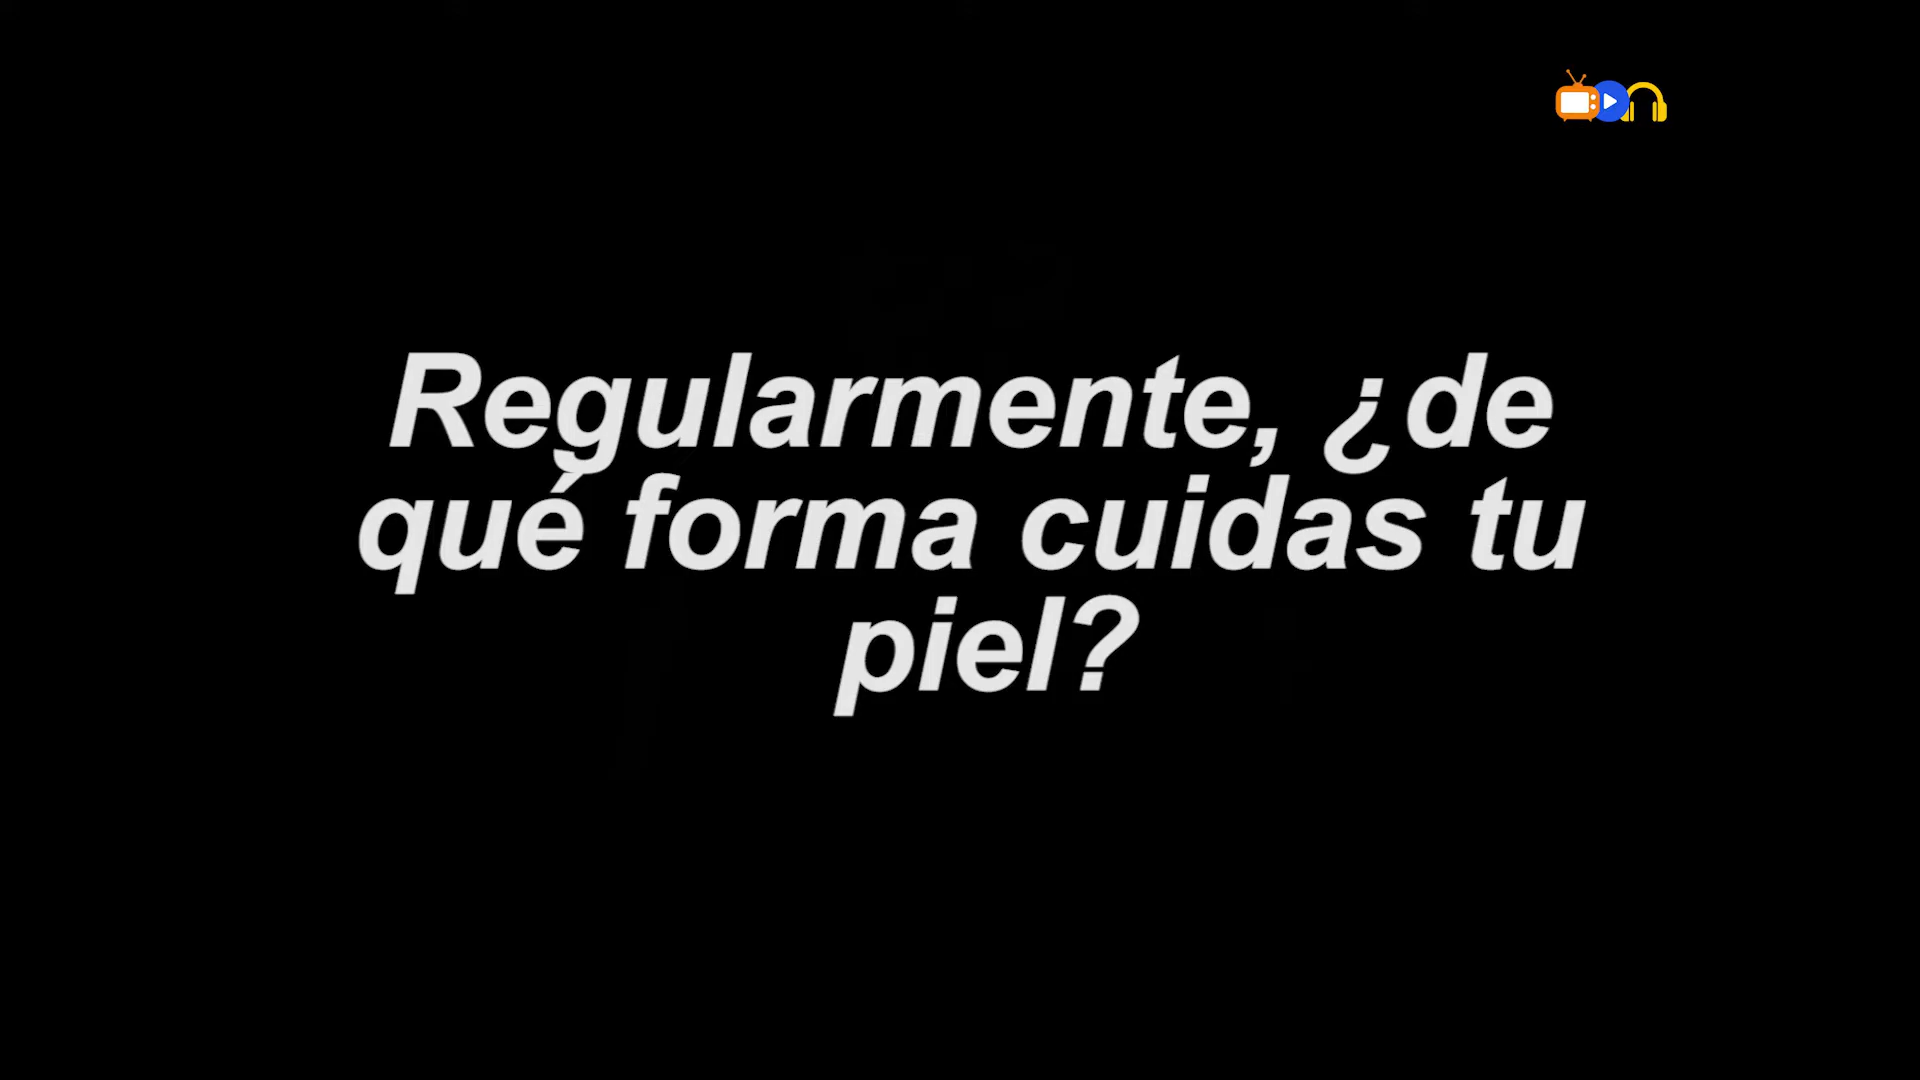 Regularmente, ¿de
qué forma cuidas tu
piel?